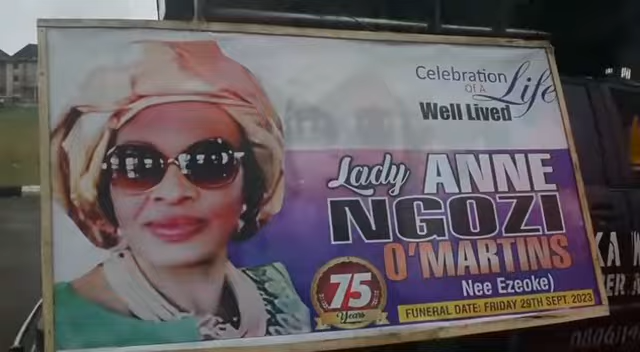 Celebration
Of A
Life
Well Lived
Lady ANNE
NGOZI
O'MARTINS
Nee Ezeoke)
75
Years
FUNERAL DATE: FRIDAY 29TH SEPT. 2023